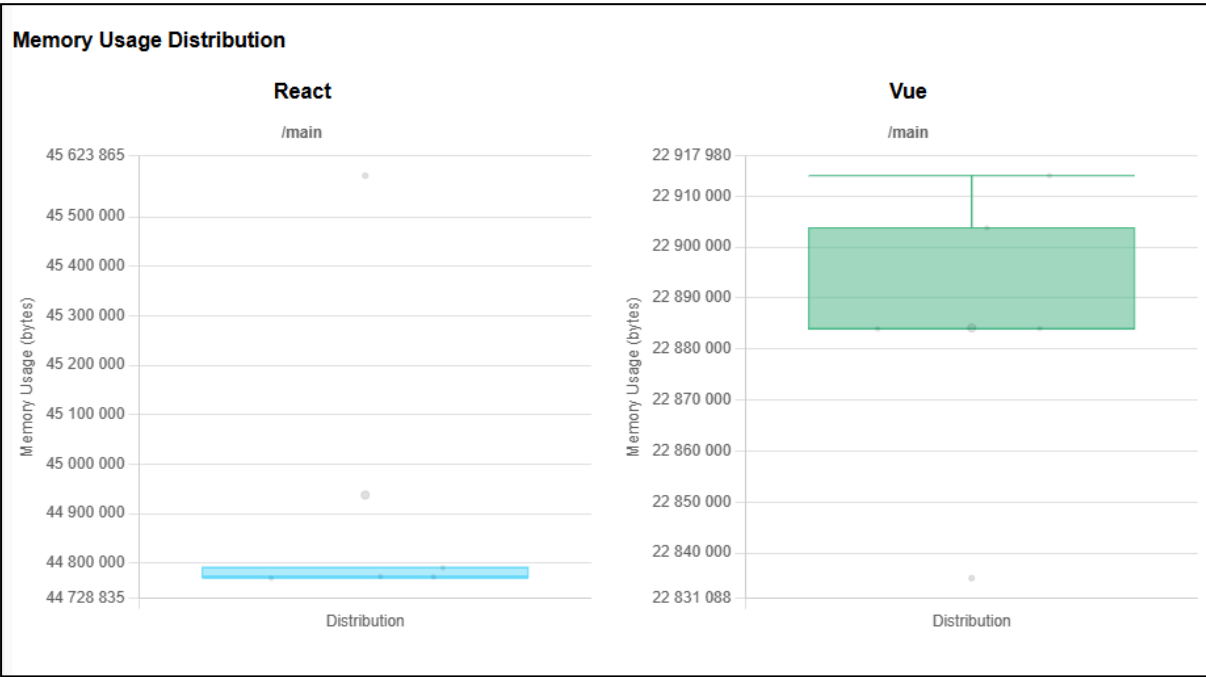 Memory Usage Distribution
React
/main
45 623 865
45 500 000
45 400 000
45 300 000
45 200 000
45 100 000
45 000 000
44 900 000
44 800 000
44 728 835
Memory Usage (bytes)
Distribution
Vue
/main
22 917 980
22 910 000
22 900 000
22 890 000
22 880 000
22 870 000
22 860 000
22 850 000
22 840 000
22 831 088
Memory Usage (bytes)
Distribution